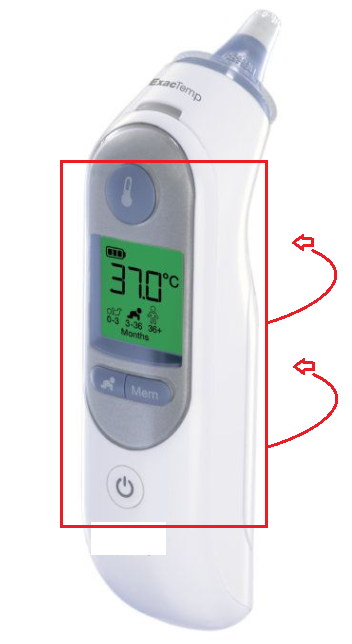 ExacTemp
37.0°C
0-3 3-36 36+
Months
Mem